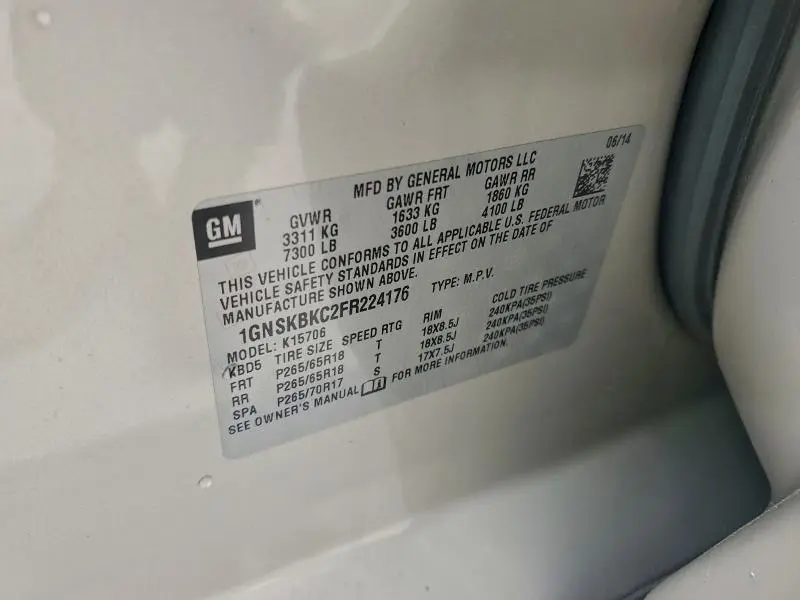 06/14
MFD BY GENERAL MOTORS LLC
GM®
GVWR GAWR FRT GAWR RR
3311 KG 1633 KG 1860 KG
7300 LB 3600 LB 4100 LB
THIS VEHICLE CONFORMS TO ALL APPLICABLE U.S. FEDERAL MOTOR
VEHICLE SAFETY STANDARDS IN EFFECT ON THE DATE OF
MANUFACTURE SHOWN ABOVE.
1GNSKBKC2FR224176 TYPE: M.P.V.
MODEL: K15706
KBD5 TIRE SIZE SPEED RTG RIM COLD TIRE PRESSURE
FRT P265/65R18 T 18X8.5J 240KPA(35PSI)
RR P265/65R18 T 18X8.5J 240KPA(35PSI)
SPA P265/70R17 S 17X7.5J 240KPA(35PSI)
SEE OWNER'S MANUAL FOR MORE INFORMATION.